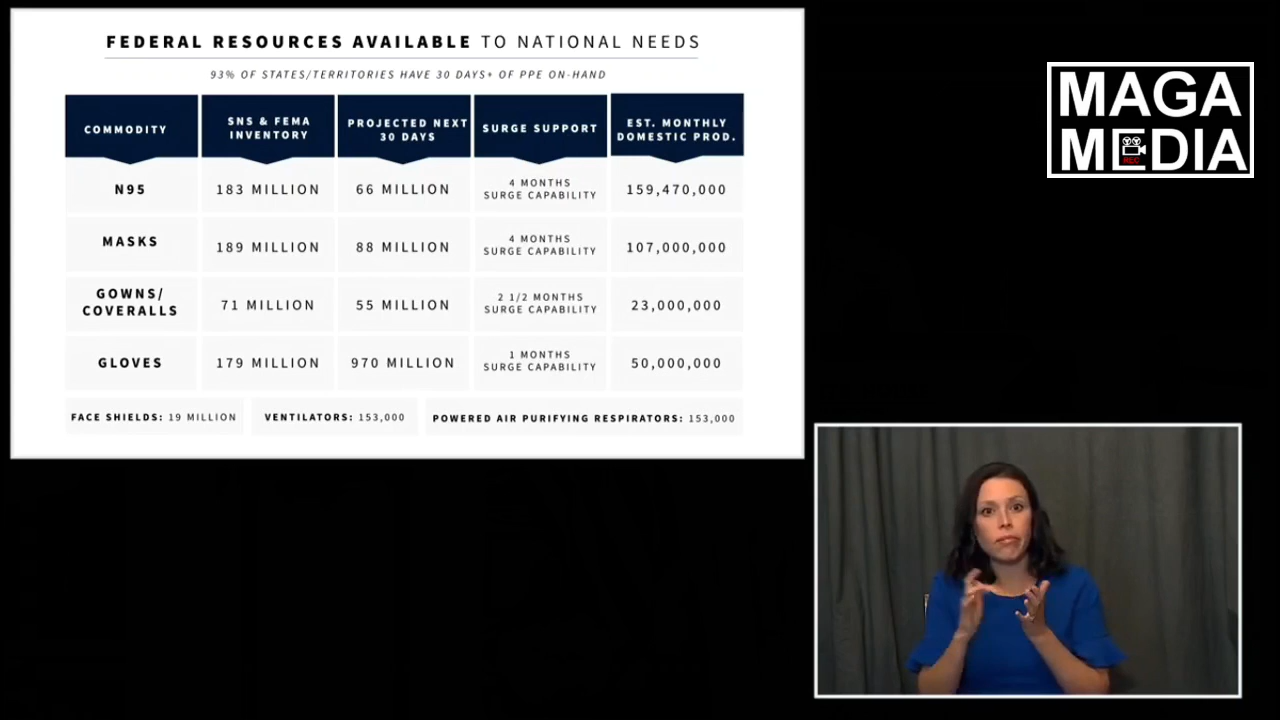 FEDERAL RESOURCES AVAILABLE TO NATIONAL NEEDS
93% OF STATES/TERRITORIES HAVE 30 DAYS+ OF PPE ON-HAND
COMMODITY
SNS & FEMA
INVENTORY
PROJECTED NEXT
30 DAYS
SURGE SUPPORT
EST. MONTHLY
DOMESTIC PROD.
N95
183 MILLION
66 MILLION
4 MONTHS
SURGE CAPABILITY
159,470,000
MASKS
189 MILLION
88 MILLION
4 MONTHS
SURGE CAPABILITY
107,000,000
GOWNS/
COVERALLS
71 MILLION
55 MILLION
2 1/2 MONTHS
SURGE CAPABILITY
23,000,000
GLOVES
179 MILLION
970 MILLION
1 MONTHS
SURGE CAPABILITY
50,000,000
FACE SHIELDS: 19 MILLION
VENTILATORS: 153,000
POWERED AIR PURIFYING RESPIRATORS: 153,000
MAGA
MEDIA
REC